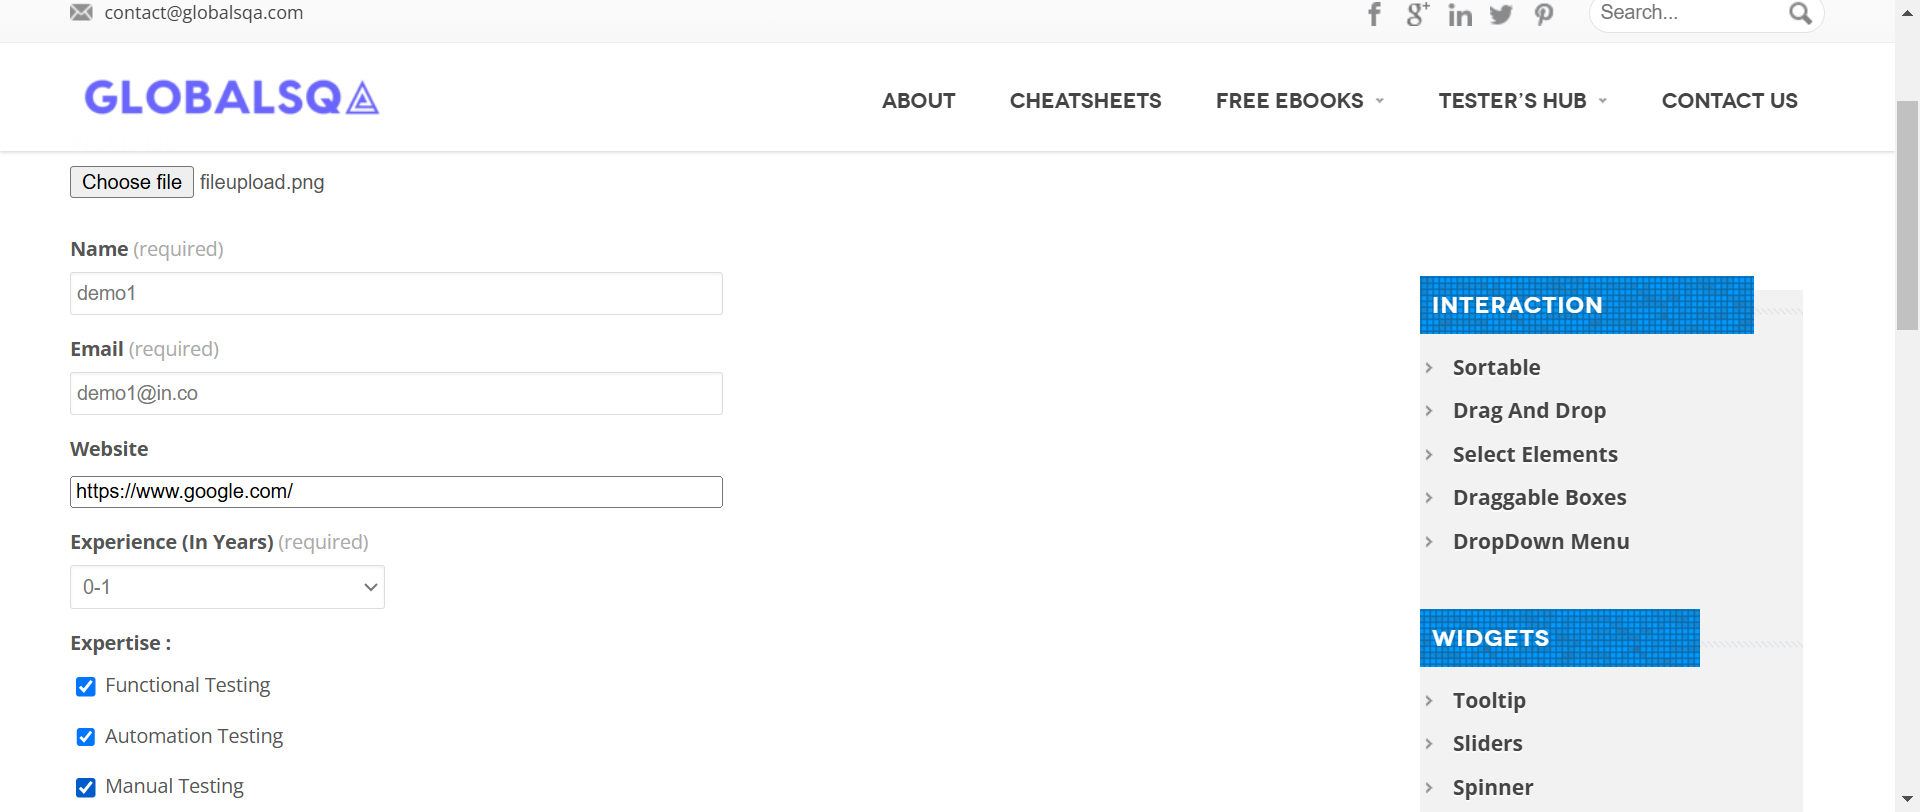 contact@globalsqa.com
Search...
GLOBALSQA
ABOUT CHEATSHEETS FREE EBOOKS TESTER'S HUB CONTACT US
Choose file fileupload.png
Name (required)
demo1
Email (required)
demo1@in.co
Website
https://www.google.com/
Experience (In Years) (required)
0-1
Expertise :
Functional Testing
Automation Testing
Manual Testing
INTERACTION
Sortable
Drag And Drop
Select Elements
Draggable Boxes
DropDown Menu
WIDGETS
Tooltip
Sliders
Spinner